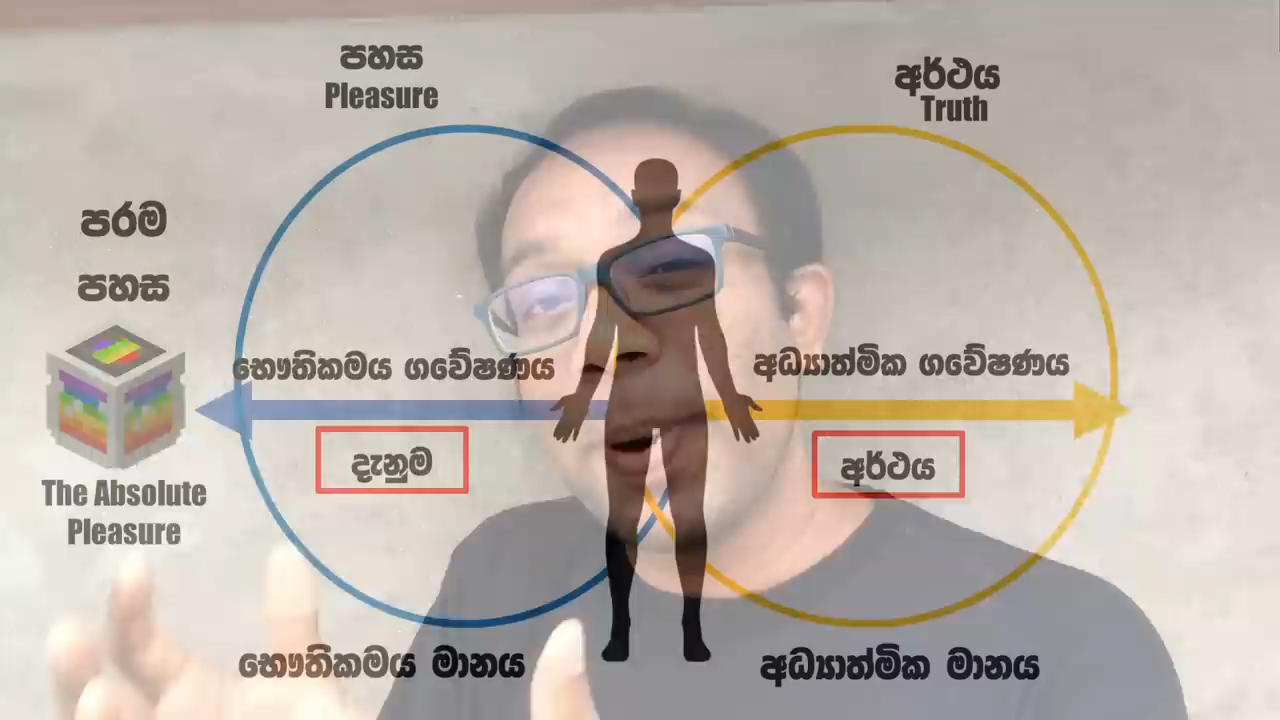 පහස
Pleasure
අර්ථය
Truth
පරම
පහස
භෞතිකමය ගවේෂණය
අධ්‍යාත්මික ගවේෂණය
දැනුම
අර්ථය
The Absolute
Pleasure
භෞතිකමය මානය
අධ්‍යාත්මික මානය